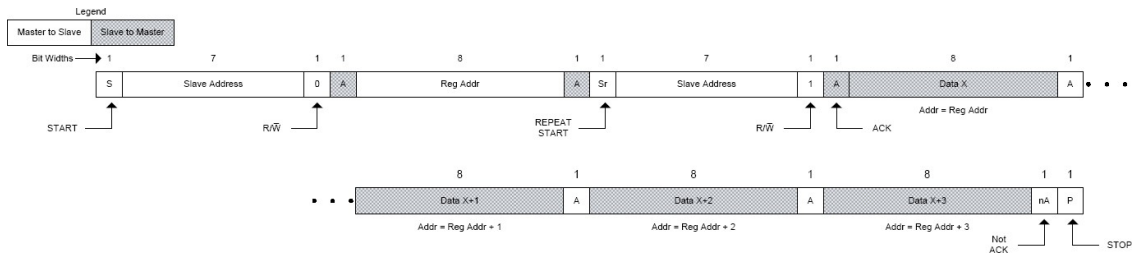 Legend
Master to Slave Slave to Master
Bit Widths 1 7 1 1 8 1 1 7 1 1 8 1
S Slave Address 0 A Reg Addr A Sr Slave Address 1 A Data X A • • •
Addr = Reg Addr
START R/W̅ REPEAT START R/W̅ ACK
8 1 8 1 8 1 1
• • • Data X+1 A Data X+2 A Data X+3 nA P
Addr = Reg Addr + 1 Addr = Reg Addr + 2 Addr = Reg Addr + 3
Not ACK STOP